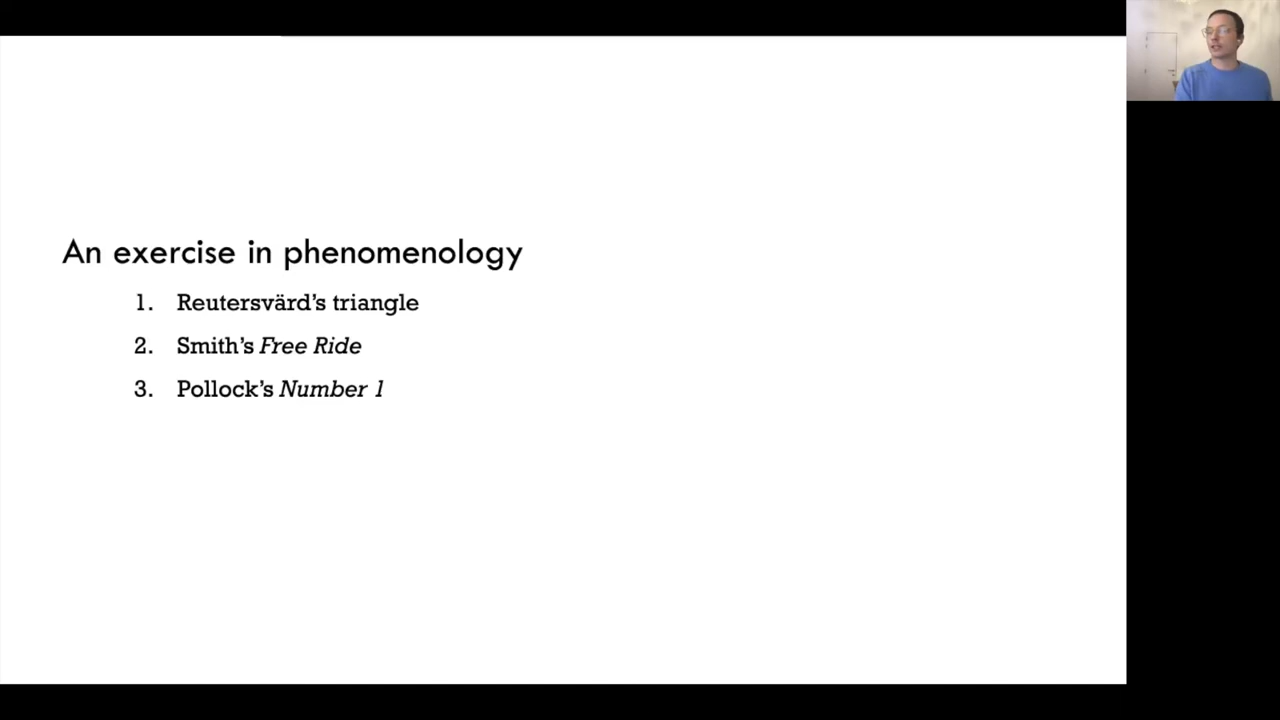 An exercise in phenomenology
1. Reutersvärd's triangle
2. Smith's Free Ride
3. Pollock's Number 1